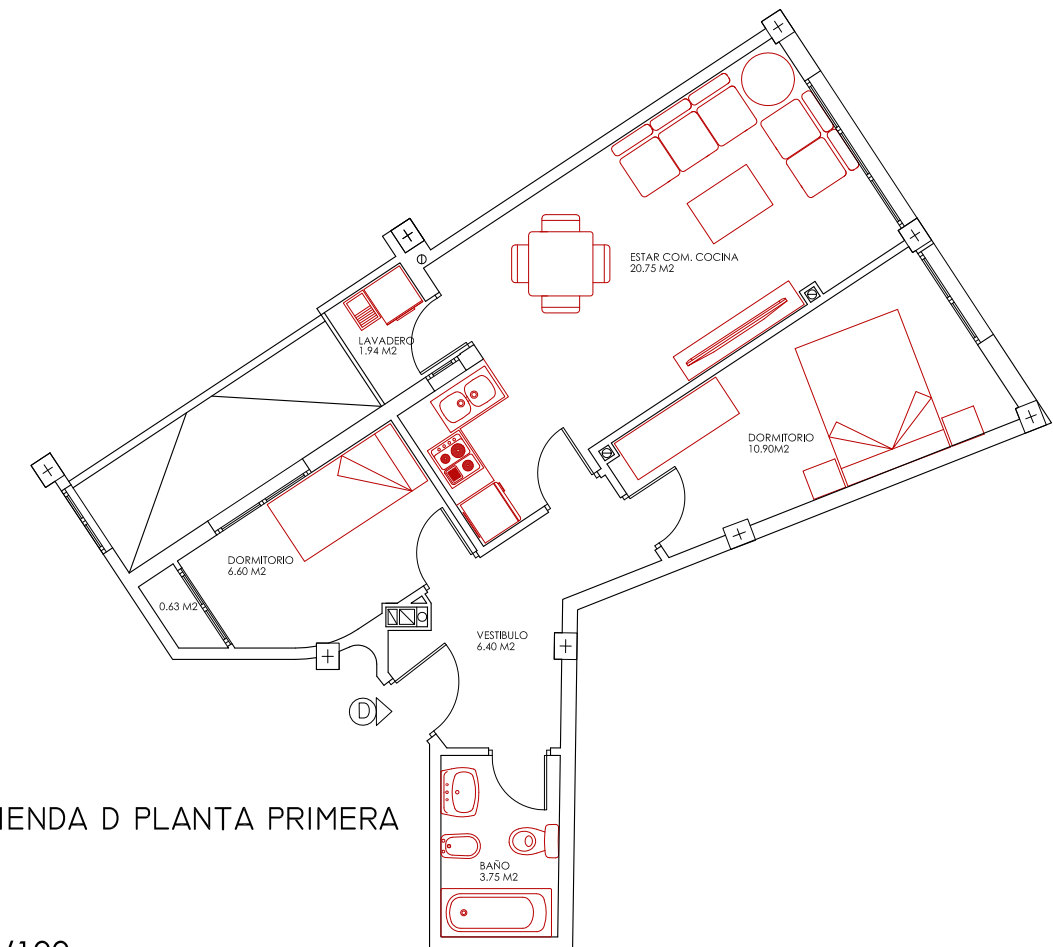 ESTAR COM. COCINA
20.75 M2
LAVADERO
1.94 M2
DORMITORIO
10.90M2
DORMITORIO
6.60 M2
0.63 M2
VESTIBULO
6.40 M2
D
IENDA D PLANTA PRIMERA
BAÑO
3.75 M2